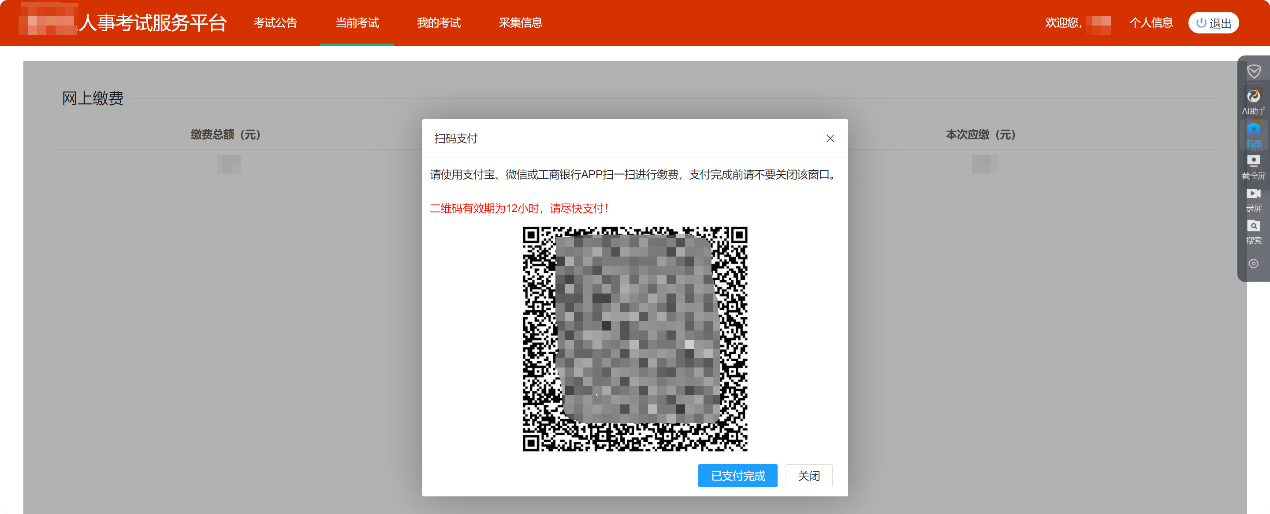 人事考试服务平台 考试公告 当前考试 我的考试 采集信息 欢迎您, 个人信息 退出
网上缴费
缴费总额（元） 本次应缴（元）
扫码支付
请使用支付宝、微信或工商银行APP扫一扫进行缴费，支付完成前请不要关闭该窗口。
二维码有效期为12小时，请尽快支付！
已支付完成 关闭
AI助手
截图
截全屏
录屏
搜索